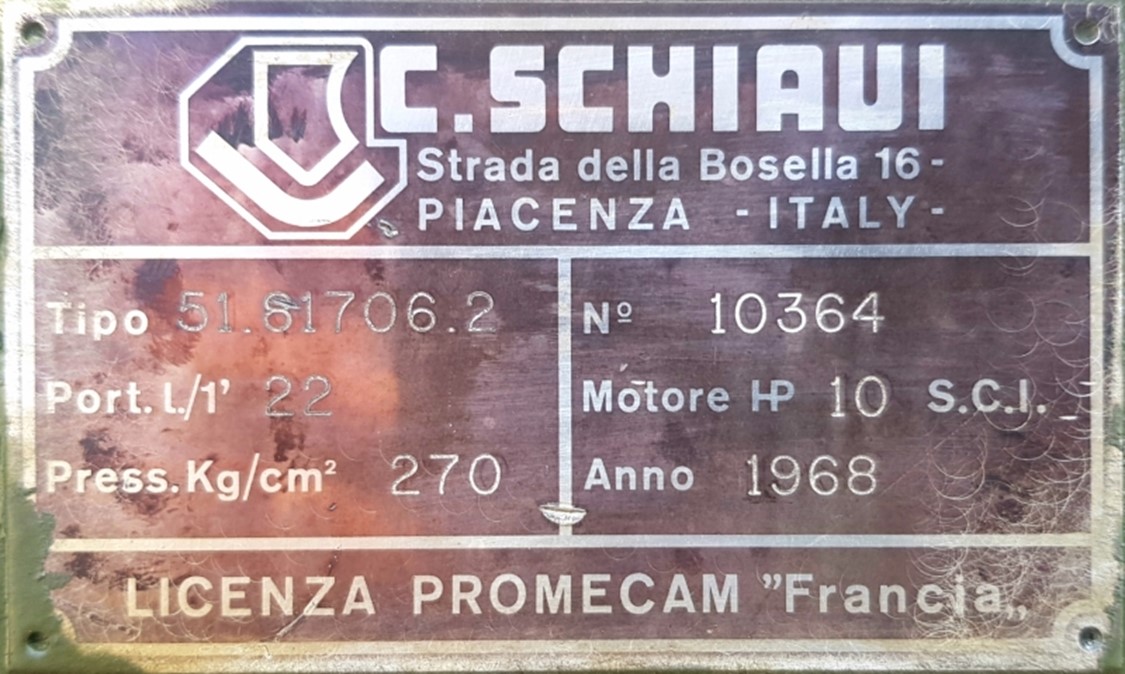 C. SCHIAVI
Strada della Bosella 16 -
PIACENZA - ITALY -
Tipo 51.81706.2
Nº 10364
Port. L/1' 22
Motore HP 10 S.C.I.
Press. Kg/cm² 270
Anno 1968
LICENZA PROMECAM "Francia„